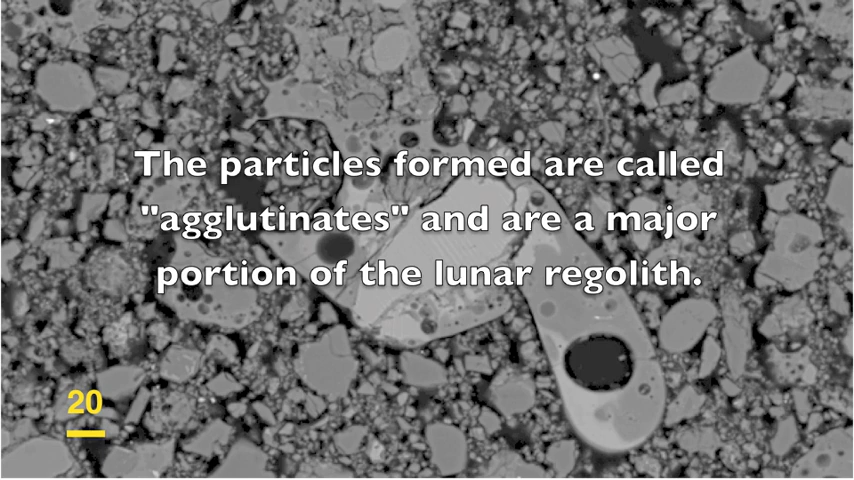 The particles formed are called
"agglutinates" and are a major
portion of the lunar regolith.
20